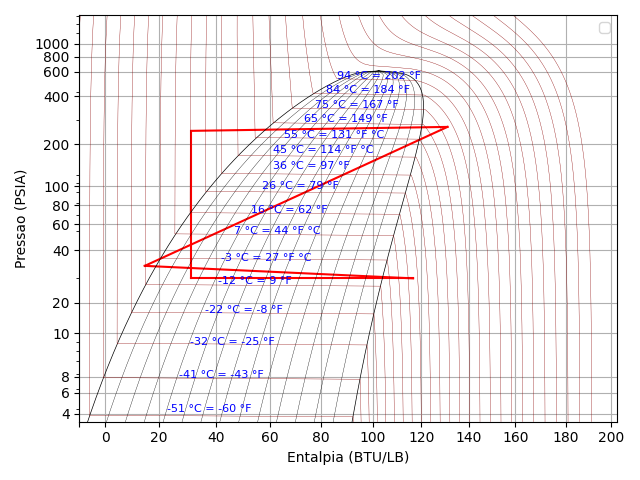 1000
800
600
400
200
100
80
60
40
20
10
8
6
4
Pressao (PSIA)
94 °C = 202 °F
84 °C = 184 °F
75 °C = 167 °F
65 °C = 149 °F
55 °C = 131 °F °C
45 °C = 114 °F °C
36 °C = 97 °F
26 °C = 79 °F
16 °C = 62 °F
7 °C = 44 °F °C
-3 °C = 27 °F °C
-12 °C = 9 °F
-22 °C = -8 °F
-32 °C = -25 °F
-41 °C = -43 °F
-51 °C = -60 °F
0 20 40 60 80 100 120 140 160 180 200
Entalpia (BTU/LB)